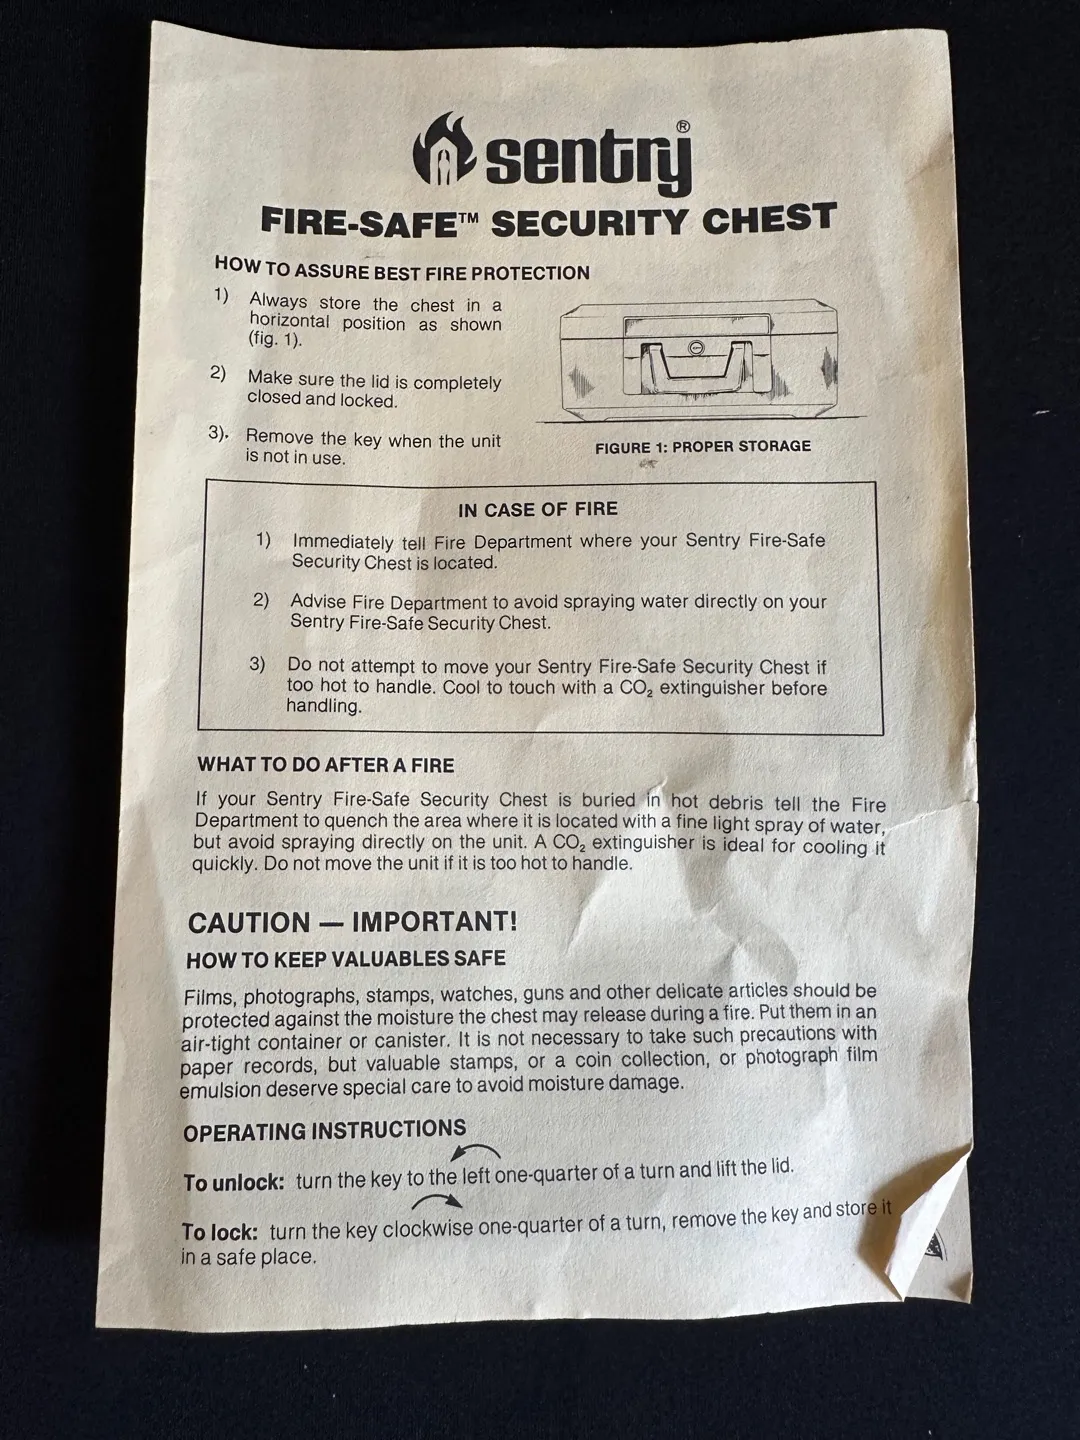 sentry®
FIRE-SAFE™ SECURITY CHEST
HOW TO ASSURE BEST FIRE PROTECTION
1) Always store the chest in a
horizontal position as shown
(fig. 1).
2) Make sure the lid is completely
closed and locked.
3). Remove the key when the unit
is not in use.
FIGURE 1: PROPER STORAGE
IN CASE OF FIRE
1) Immediately tell Fire Department where your Sentry Fire-Safe
Security Chest is located.
2) Advise Fire Department to avoid spraying water directly on your
Sentry Fire-Safe Security Chest.
3) Do not attempt to move your Sentry Fire-Safe Security Chest if
too hot to handle. Cool to touch with a CO₂ extinguisher before
handling.
WHAT TO DO AFTER A FIRE
If your Sentry Fire-Safe Security Chest is buried in hot debris tell the Fire
Department to quench the area where it is located with a fine light spray of water,
but avoid spraying directly on the unit. A CO₂ extinguisher is ideal for cooling it
quickly. Do not move the unit if it is too hot to handle.
CAUTION — IMPORTANT!
HOW TO KEEP VALUABLES SAFE
Films, photographs, stamps, watches, guns and other delicate articles should be
protected against the moisture the chest may release during a fire. Put them in an
air-tight container or canister. It is not necessary to take such precautions with
paper records, but valuable stamps, or a coin collection, or photograph film
emulsion deserve special care to avoid moisture damage.
OPERATING INSTRUCTIONS
To unlock: turn the key to the left one-quarter of a turn and lift the lid.
To lock: turn the key clockwise one-quarter of a turn, remove the key and store it
in a safe place.